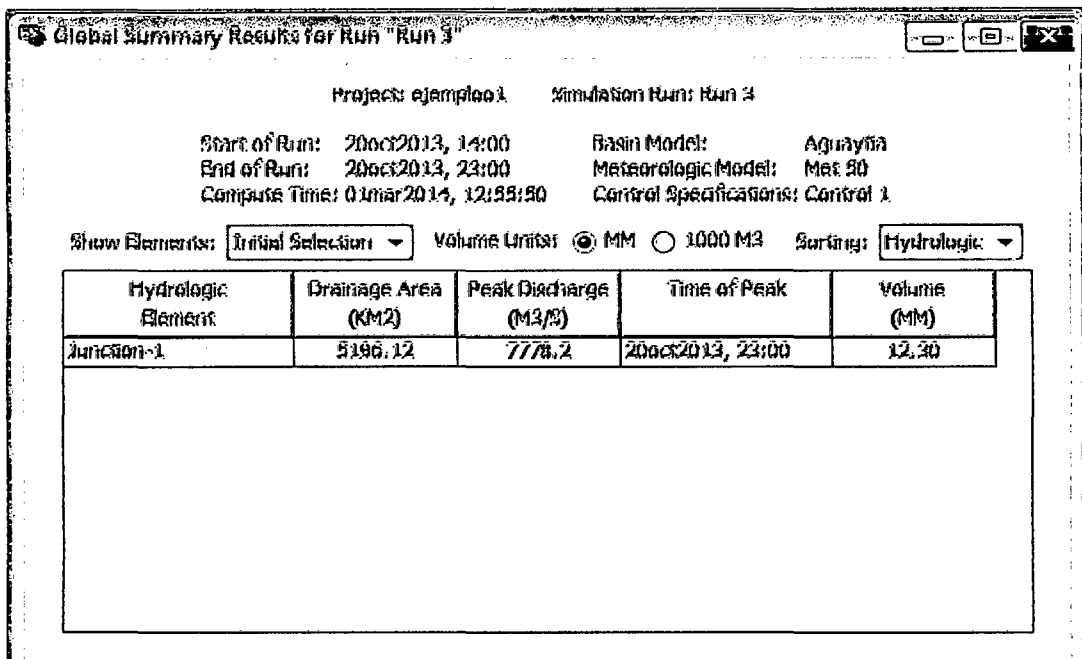 Global Summary Results for Run "Run 3"
Project: ejemploo1 Simulation Run: Run 3
Start of Run: 20oct2013, 14:00 Basin Model: Aguaytia
End of Run: 20oct2013, 23:00 Meteorologic Model: Met 50
Compute Time: 01mar2014, 12:55:50 Control Specifications: Control 1
Show Elements: Initial Selection Volume Units: MM 1000 M3 Sorting: Hydrologic
Hydrologic Element Drainage Area (KM2) Peak Discharge (M3/S) Time of Peak Volume (MM)
Junction-1 5196.12 7778.2 20oct2013, 23:00 12.30